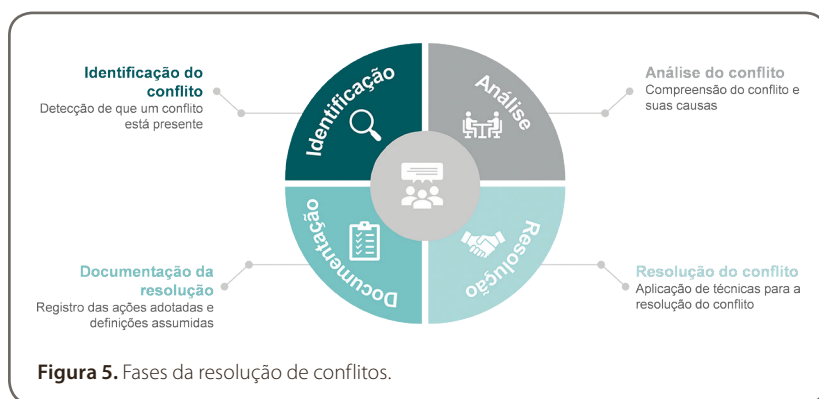 Identificação do
conflito
Detecção de que um conflito
está presente
Identificação
Análise
Análise do conflito
Compreensão do conflito e
suas causas
Documentação da
resolução
Registro das ações adotadas e
definições assumidas
Documentação
Resolução
Resolução do conflito
Aplicação de técnicas para a
resolução do conflito
Figura 5. Fases da resolução de conflitos.